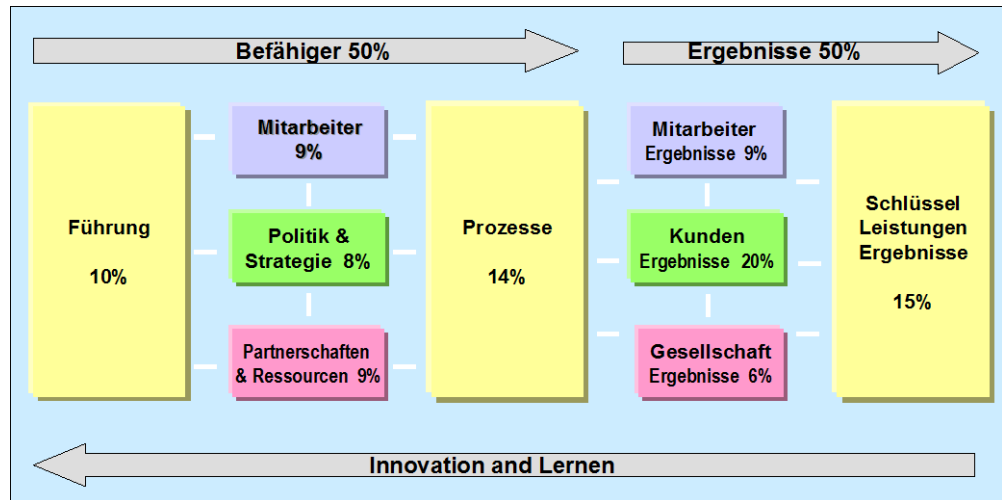 Befähiger 50%
Ergebnisse 50%
Führung
10%
Mitarbeiter
9%
Politik &
Strategie 8%
Partnerschaften
& Ressourcen 9%
Prozesse
14%
Mitarbeiter
Ergebnisse 9%
Kunden
Ergebnisse 20%
Gesellschaft
Ergebnisse 6%
Schlüssel
Leistungen
Ergebnisse
15%
Innovation and Lernen